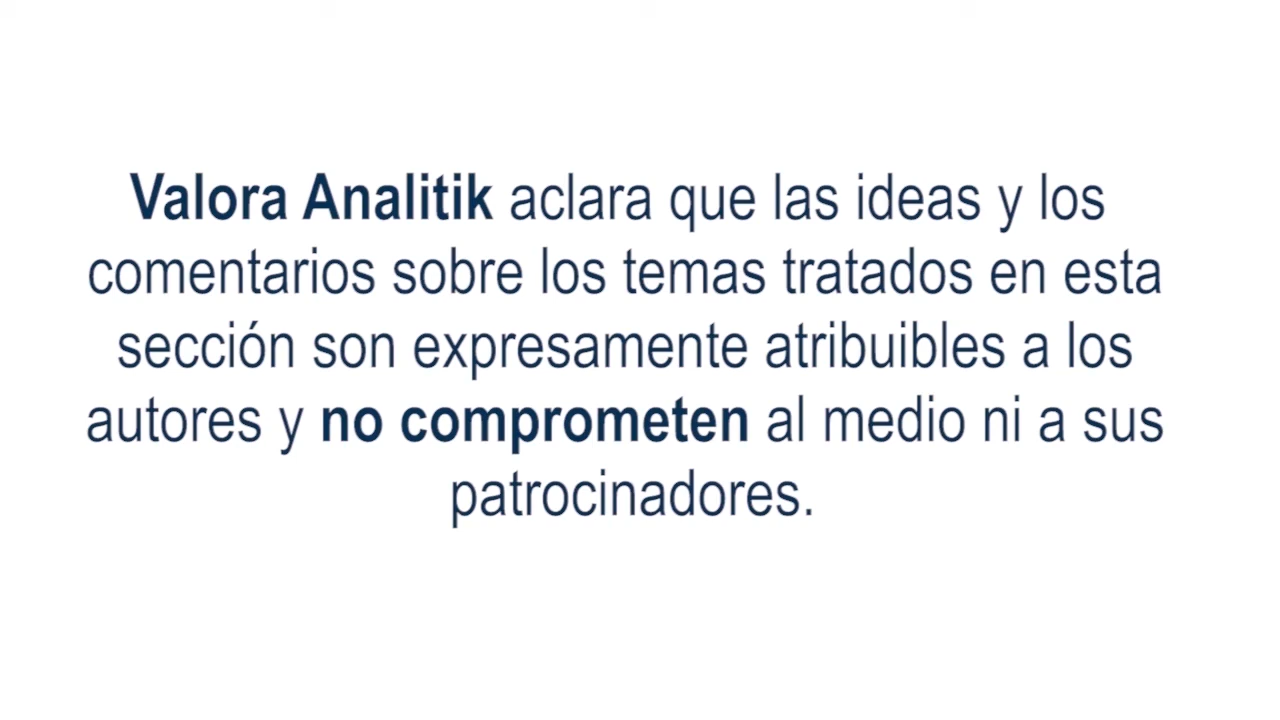 Valora Analitik aclara que las ideas y los
comentarios sobre los temas tratados en esta
sección son expresamente atribuibles a los
autores y no comprometen al medio ni a sus
patrocinadores.